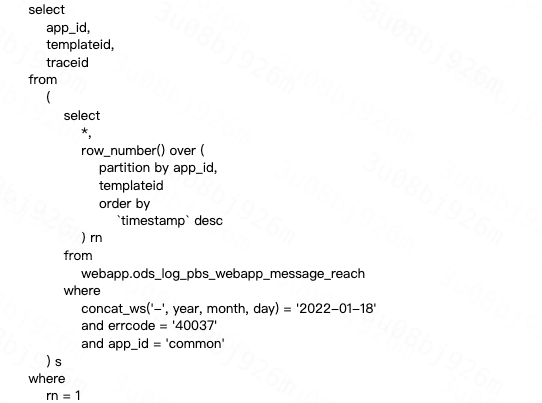 select
app_id,
templateid,
traceid
from
(
select
*,
row_number() over (
partition by app_id,
templateid
order by
`timestamp` desc
) rn
from
webapp.ods_log_pbs_webapp_message_reach
where
concat_ws('-', year, month, day) = '2022-01-18'
and errcode = '40037'
and app_id = 'common'
) s
where
rn = 1